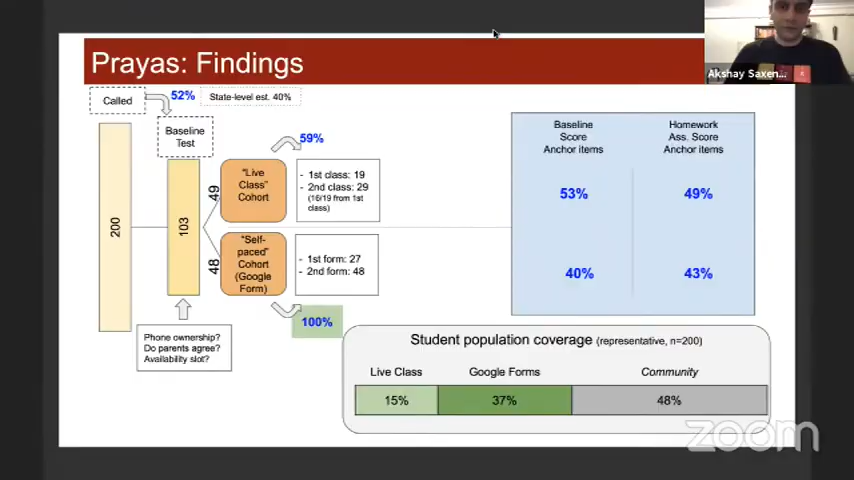 Prayas: Findings
Akshay Saxen...
Called
52%
State-level est. 40%
Baseline
Test
200
103
49
48
"Live
Class"
Cohort
59%
- 1st class: 19
- 2nd class: 29
(16/19 from 1st
class)
"Self-
paced"
Cohort
(Google
Form)
- 1st form: 27
- 2nd form: 48
100%
Phone ownership?
Do parents agree?
Availability slot?
Baseline
Score
Anchor items
Homework
Ass. Score
Anchor items
53%
49%
40%
43%
Student population coverage (representative, n=200)
Live Class
Google Forms
Community
15%
37%
48%
zoom